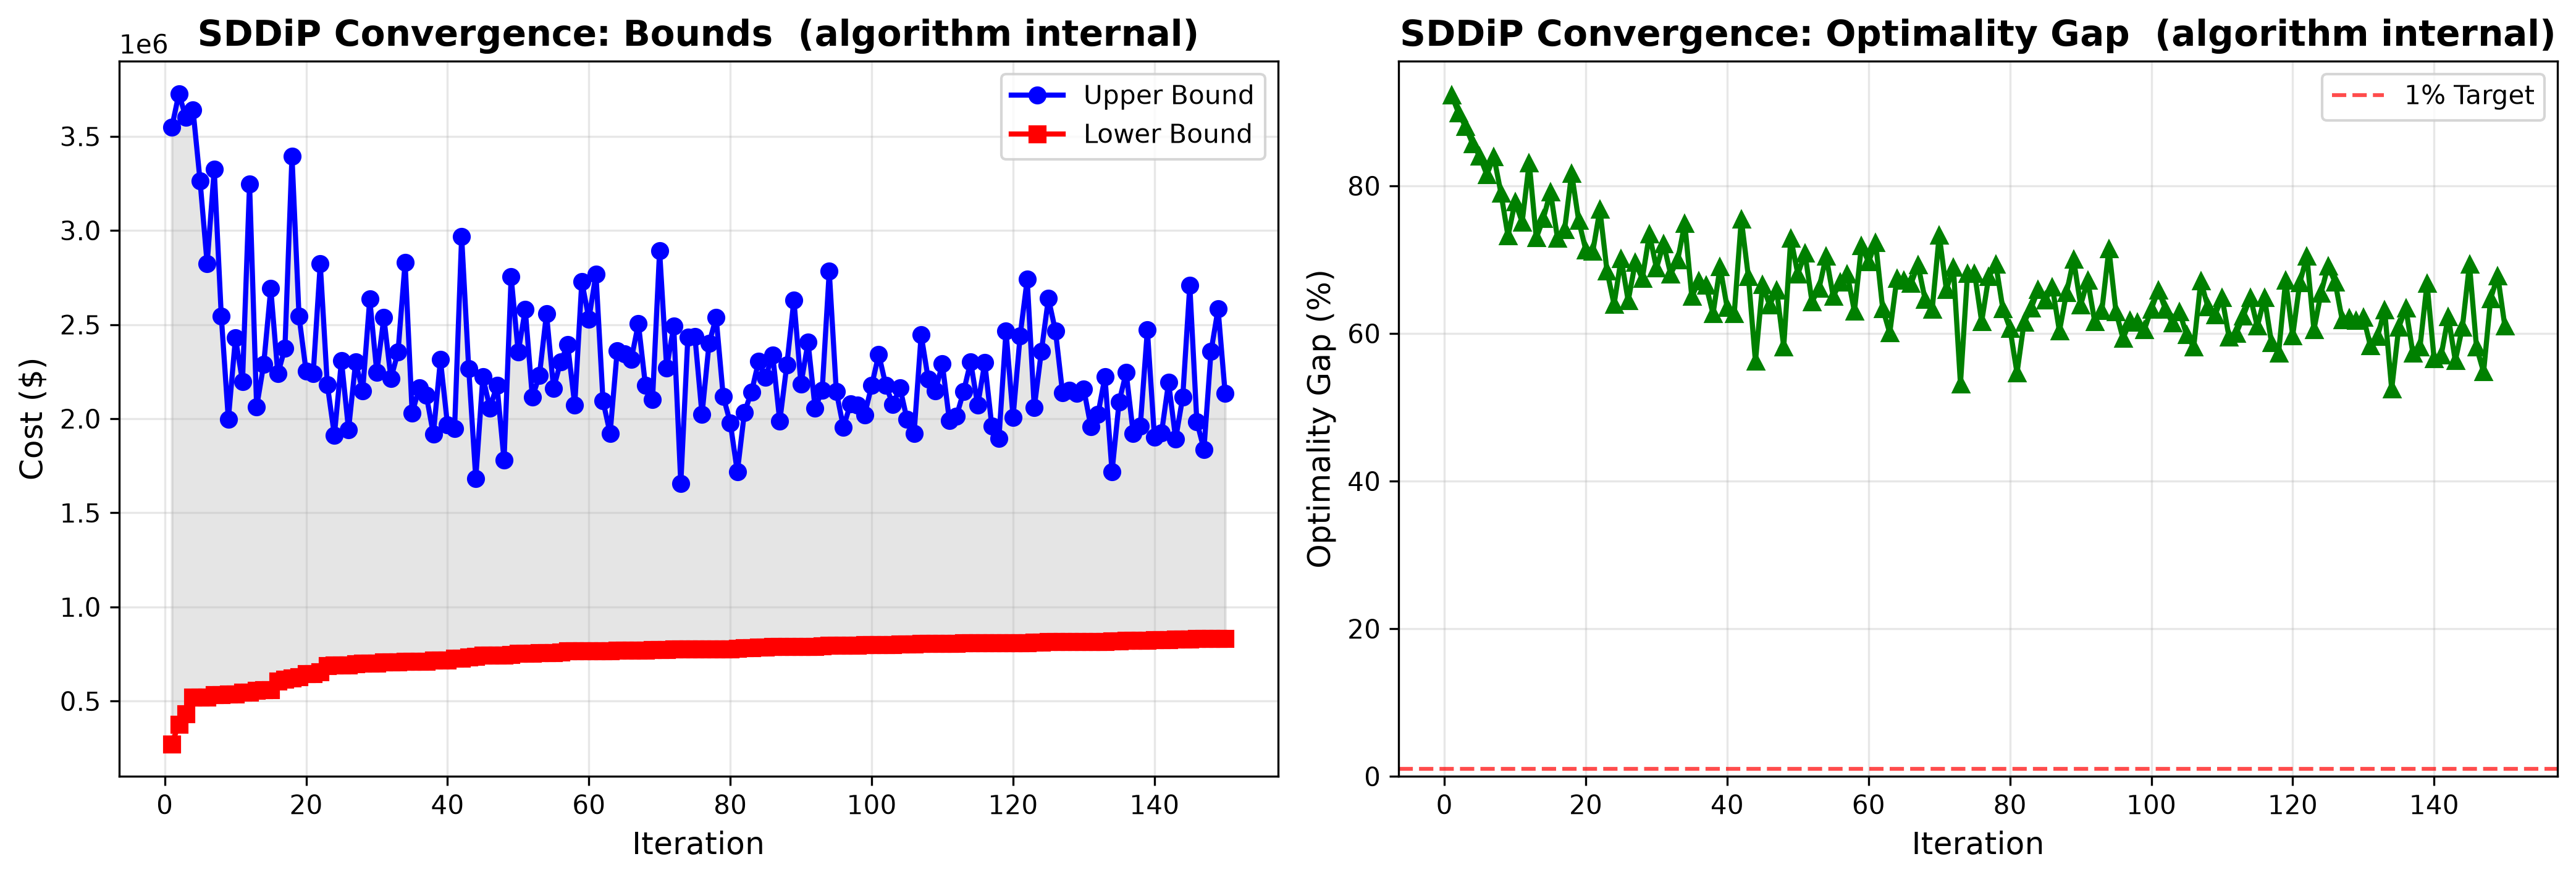 SDDiP Convergence: Bounds  (algorithm internal)
1e6
Upper Bound
Lower Bound
3.5
3.0
2.5
2.0
1.5
1.0
0.5
Cost ($)
0 20 40 60 80 100 120 140
Iteration
SDDiP Convergence: Optimality Gap  (algorithm internal)
1% Target
80
60
40
20
0
Optimality Gap (%)
0 20 40 60 80 100 120 140
Iteration